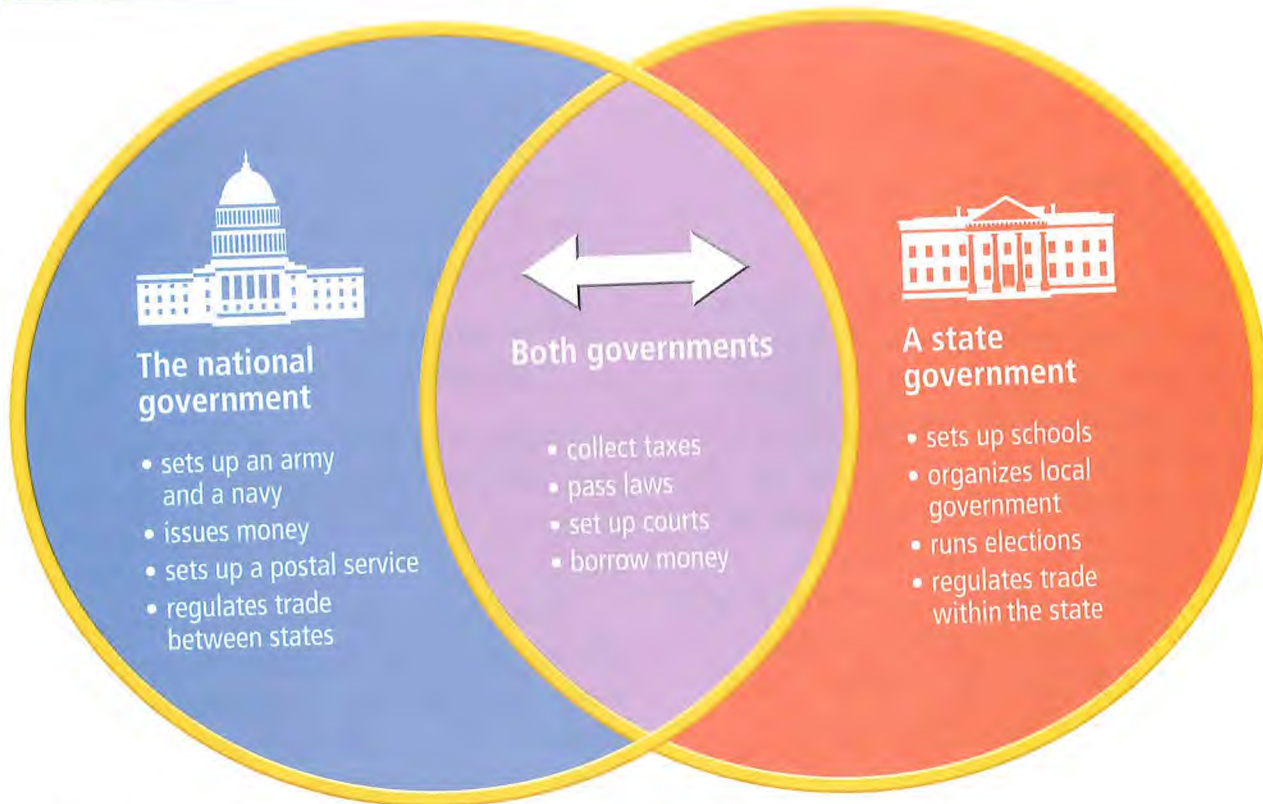 The national
government
• sets up an army
and a navy
• issues money
• sets up a postal service
• regulates trade
between states
Both governments
• collect taxes
• pass laws
• set up courts
• borrow money
A state
government
• sets up schools
• organizes local
government
• runs elections
• regulates trade
within the state